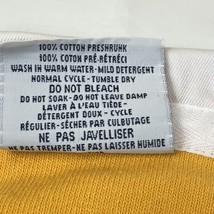 100% COTTON PRESHRUNK
100% COTON PRÉ-RÉTRÉCI
WASH IN WARM WATER-MILD DETERGENT
NORMAL CYCLE-TUMBLE DRY
DO NOT BLEACH
DO NOT SOAK-DO NOT LEAVE DAMP
LAVER À L'EAU TIÈDE-
DÉTERGENT DOUX-CYCLE
RÉGULIER-SÉCHER PAR CULBUTAGE
NE PAS JAVELLISER
NE PAS TREMPER-NE PAS LAISSER HUMIDE